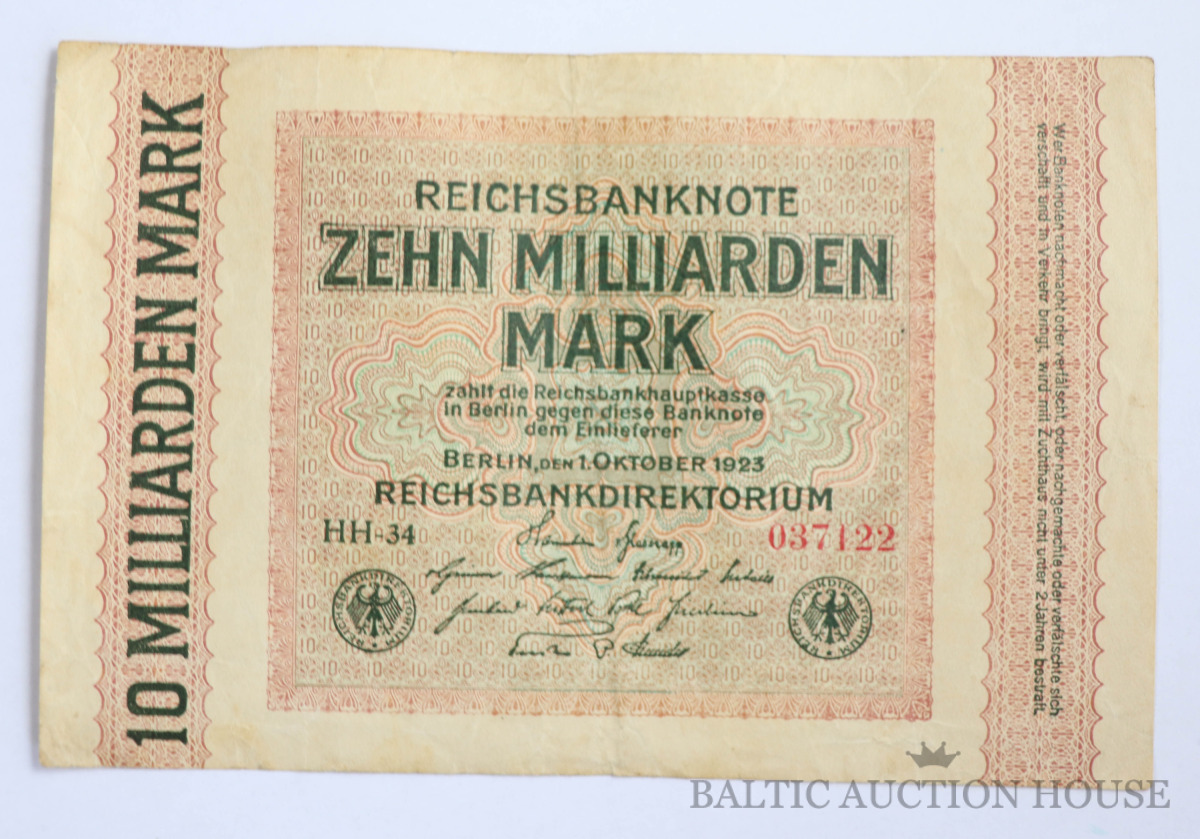 10 MILLIARDEN MARK
REICHSBANKNOTE
ZEHN MILLIARDEN
MARK
zahlt die Reichsbankhauptkasse
in Berlin gegen diese Banknote
dem Einlieferer
BERLIN, DEN 1. OKTOBER 1923
REICHSBANKDIREKTORIUM
HH-34
037122
REICHSBANKDIREKTORIUM
REICHSBANKDIREKTORIUM
Wer Banknoten nachmacht oder verfälscht oder nachgemachte oder verfälschte sich
verschafft und in Verkehr bringt, wird mit Zuchthaus nicht unter 2 Jahren bestraft.
BALTIC AUCTION HOUSE